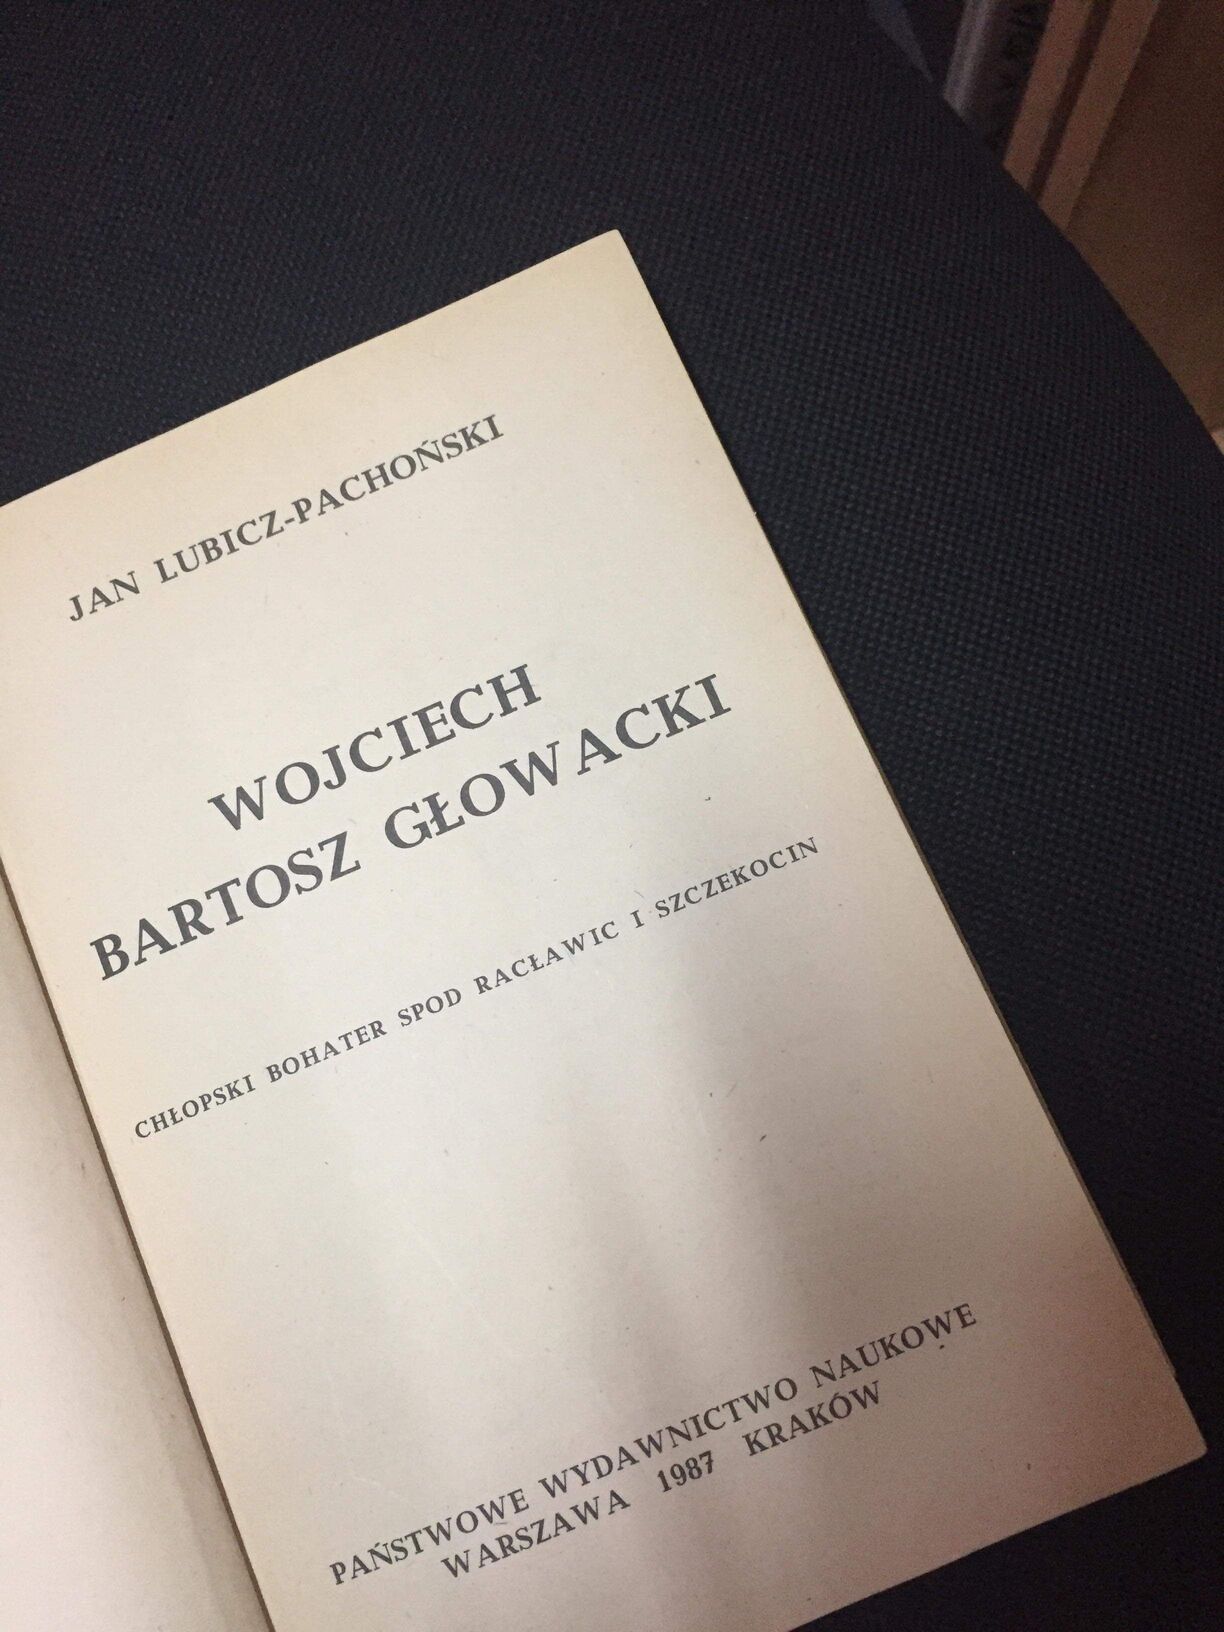 JAN LUBICZ-PACHOŃSKI
WOJCIECH
BARTOSZ GŁOWACKI
CHŁOPSKI BOHATER SPOD RACŁAWIC I SZCZEKOCIN
PAŃSTWOWE WYDAWNICTWO NAUKOWE
WARSZAWA 1987 KRAKÓW